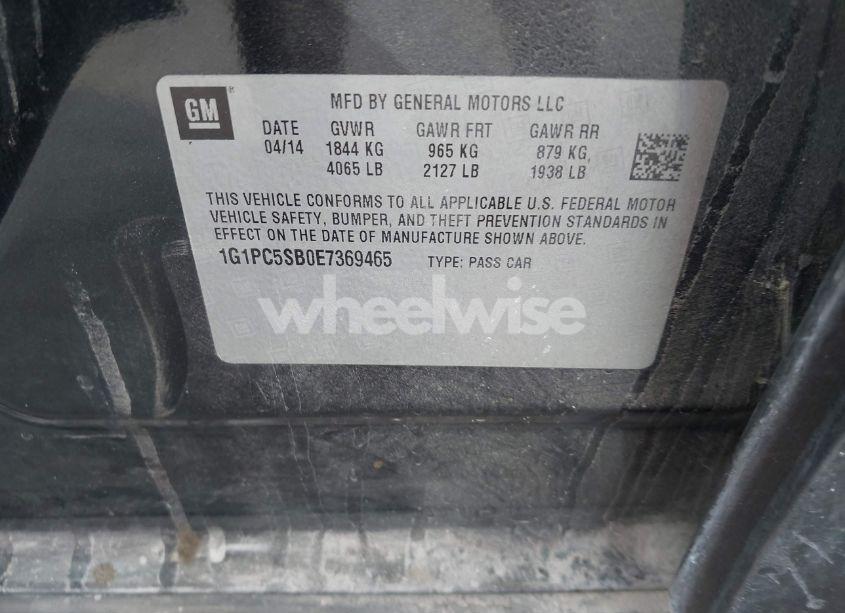 GM
MFD BY GENERAL MOTORS LLC
DATE GVWR GAWR FRT GAWR RR
04/14 1844 KG 965 KG 879 KG,
4065 LB 2127 LB 1938 LB
THIS VEHICLE CONFORMS TO ALL APPLICABLE U.S. FEDERAL MOTOR
VEHICLE SAFETY, BUMPER, AND THEFT PREVENTION STANDARDS IN
EFFECT ON THE DATE OF MANUFACTURE SHOWN ABOVE.
1G1PC5SB0E7369465 TYPE: PASS CAR
wheelwise